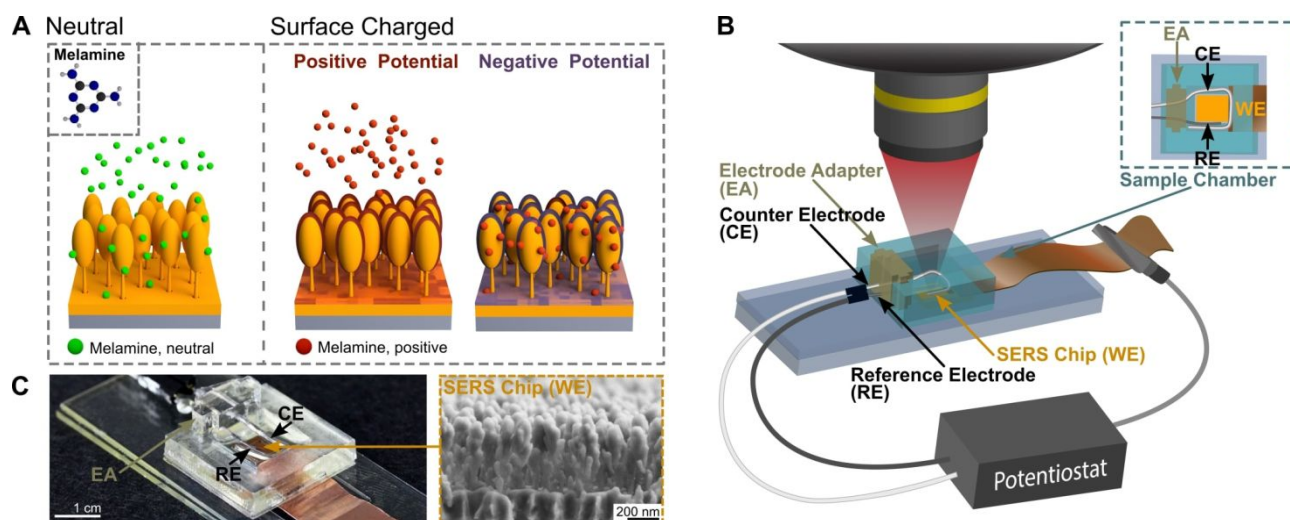 A
Neutral
Surface Charged
Melamine
Positive Potential
Negative Potential
Melamine, neutral
Melamine, positive
B
EA
CE
WE
RE
Sample Chamber
Electrode Adapter
(EA)
Counter Electrode
(CE)
SERS Chip (WE)
Reference Electrode
(RE)
Potentiostat
C
CE
EA
RE
1 cm
SERS Chip (WE)
200 nm